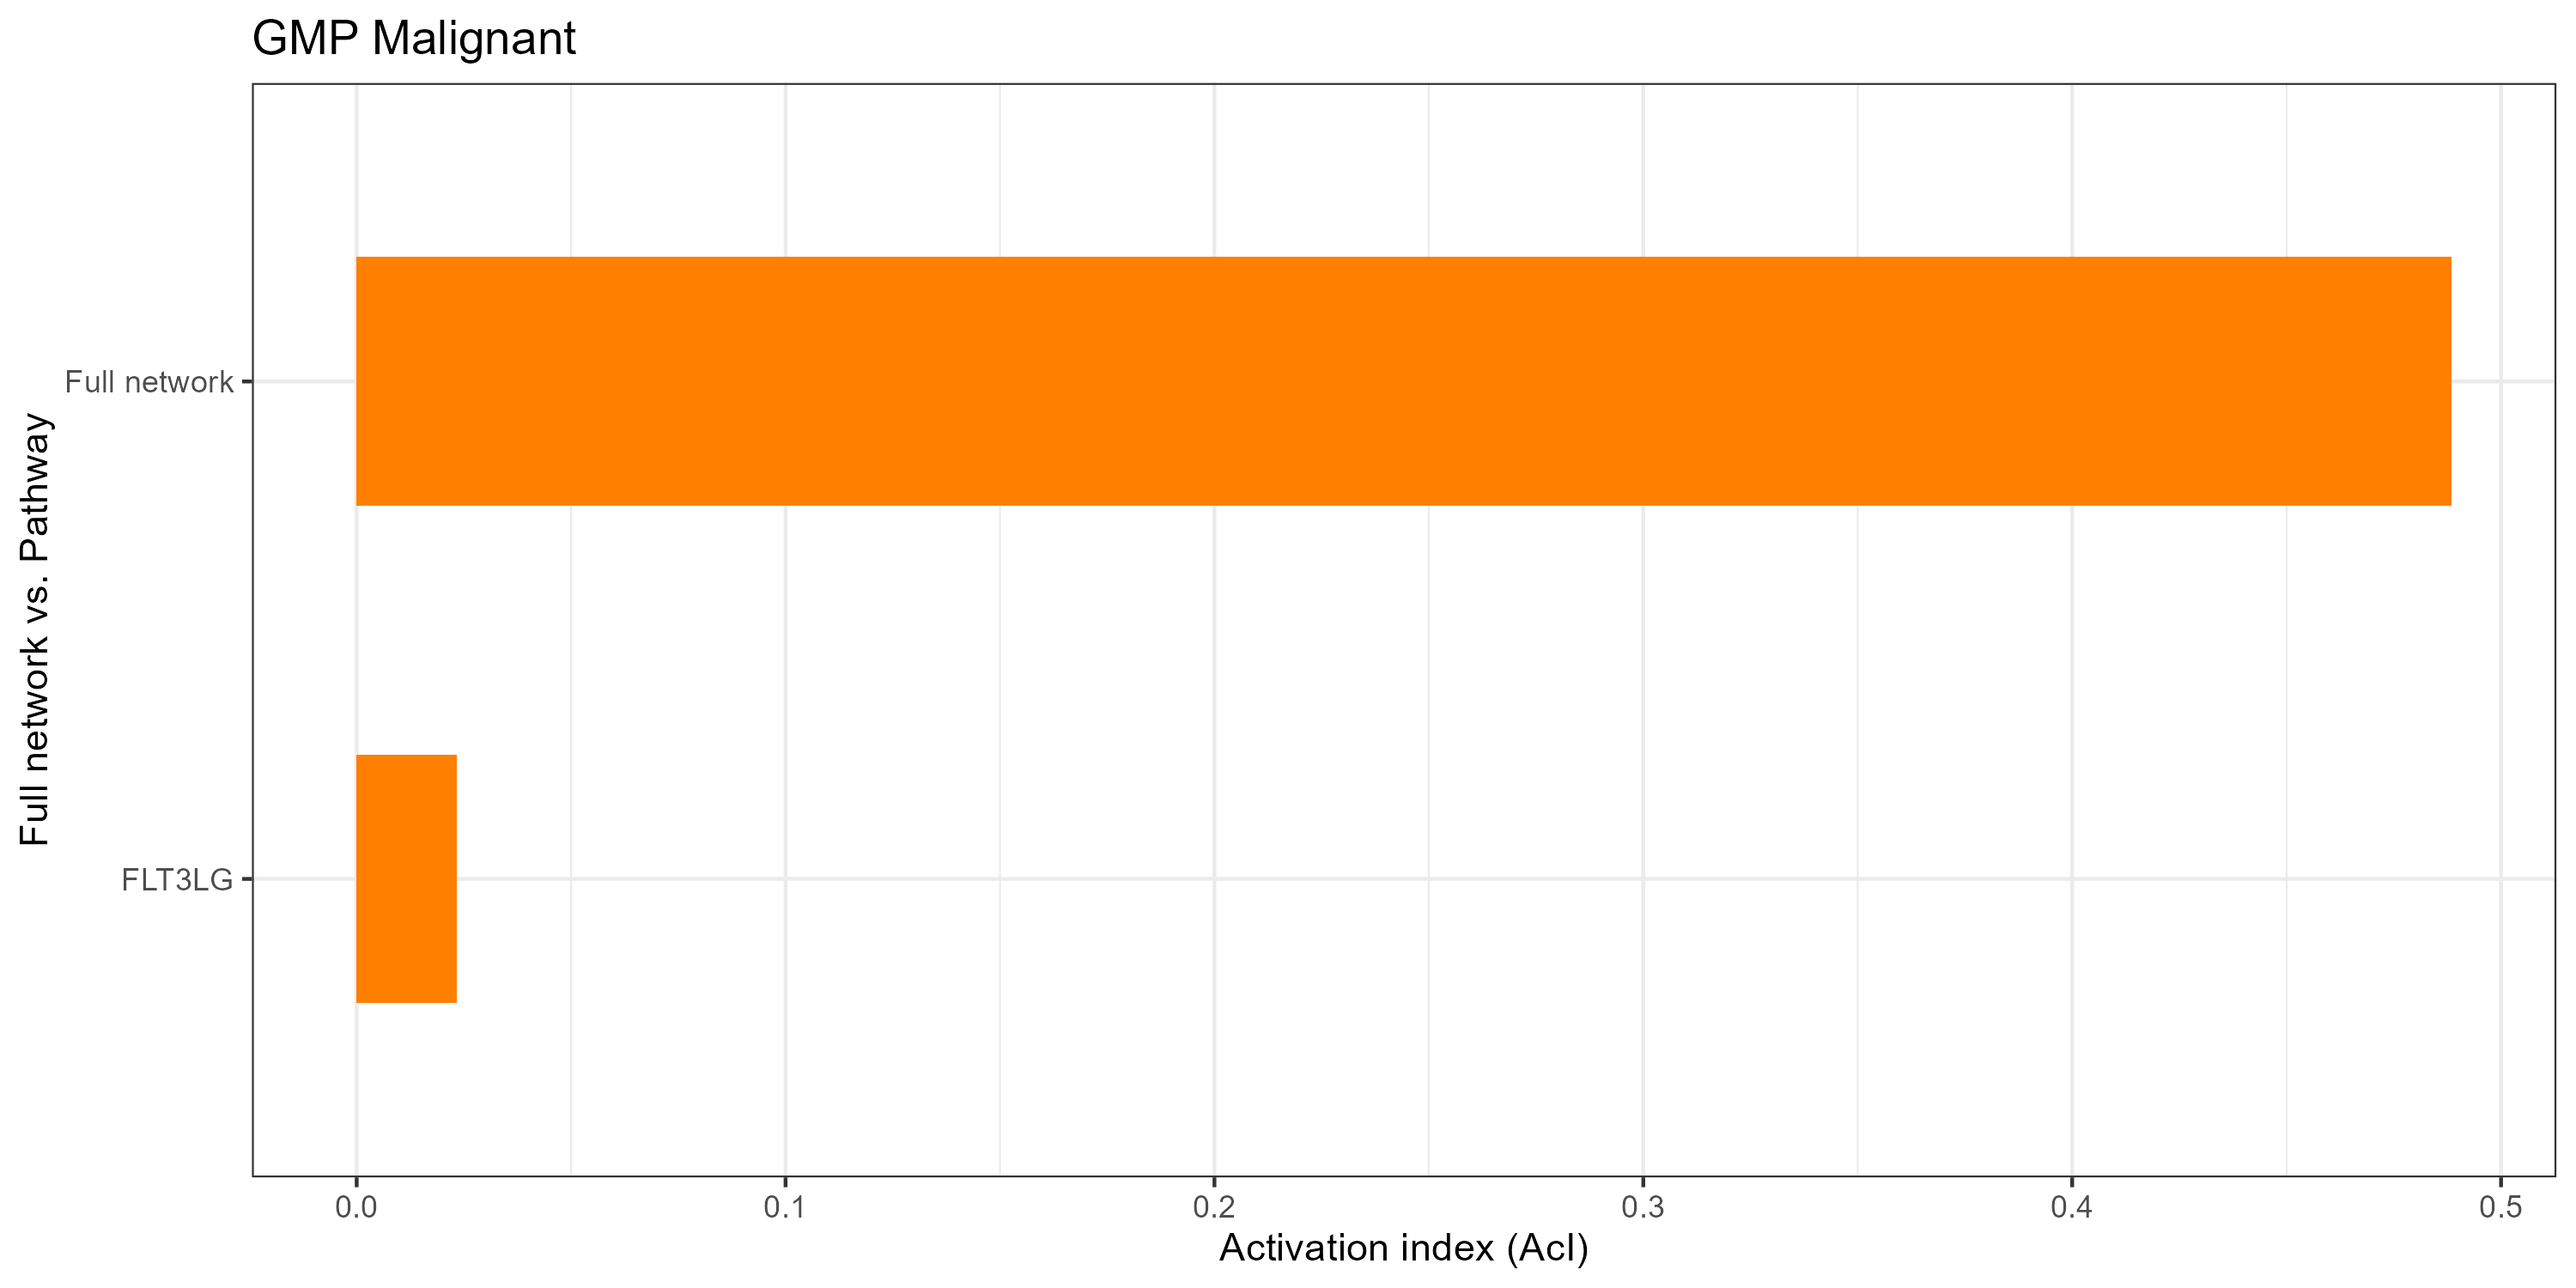 GMP Malignant
Full network vs. Pathway
Full network
FLT3LG
0.0 0.1 0.2 0.3 0.4 0.5
Activation index (AcI)